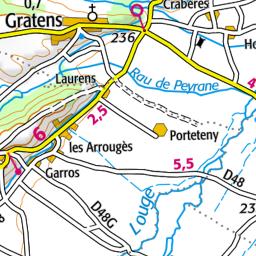 0,7
Crabères
Gratens
236
Ho
Laurens
Rau de Peyrane
4
2,5
6
Porteteny
les Arrougès
5,5
Garros
D48
D48G
Louge
23